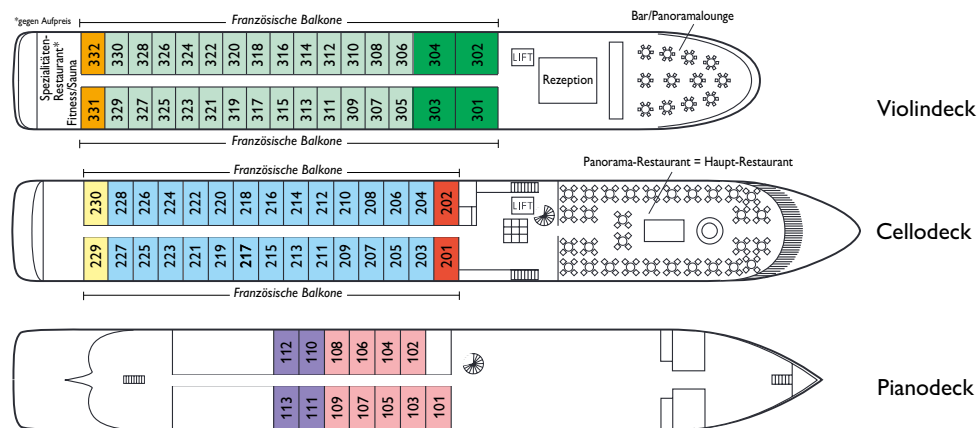 *gegen Aufpreis
Französische Balkone
Bar/Panoramalounge
Spezialitäten-
Restaurant*
Fitness/Sauna
332 330 328 326 324 322 320 318 316 314 312 310 308 306 304 302
LIFT
Rezeption
331 329 327 325 323 321 319 317 315 313 311 309 307 305 303 301
Violindeck
Französische Balkone
Französische Balkone
Panorama-Restaurant = Haupt-Restaurant
230 228 226 224 222 220 218 216 214 212 210 208 206 204 202
LIFT
Cellodeck
229 227 225 223 221 219 217 215 213 211 209 207 205 203 201
Französische Balkone
112 110 108 106 104 102
Pianodeck
113 111 109 107 105 103 101